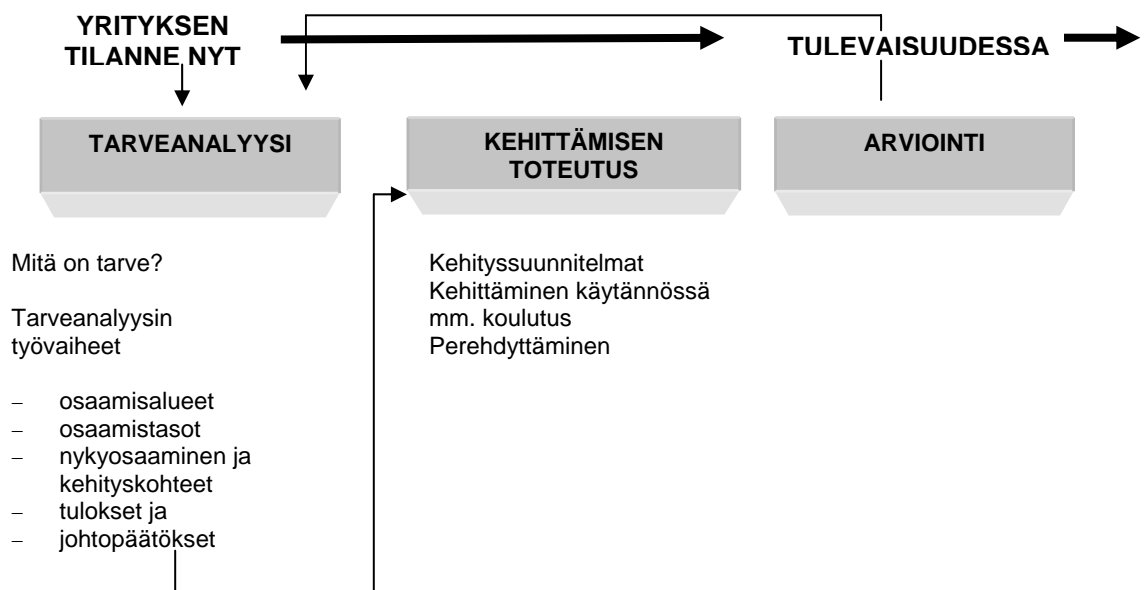 YRITYKSEN
TILANNE NYT
TULEVAISUUDESSA
TARVEANALYYSI
KEHITTÄMISEN
TOTEUTUS
ARVIOINTI
Mitä on tarve?
Tarveanalyysin
työvaiheet
– osaamisalueet
– osaamistasot
– nykyosaaminen ja
kehityskohteet
– tulokset ja
– johtopäätökset
Kehityssuunnitelmat
Kehittäminen käytännössä
mm. koulutus
Perehdyttäminen